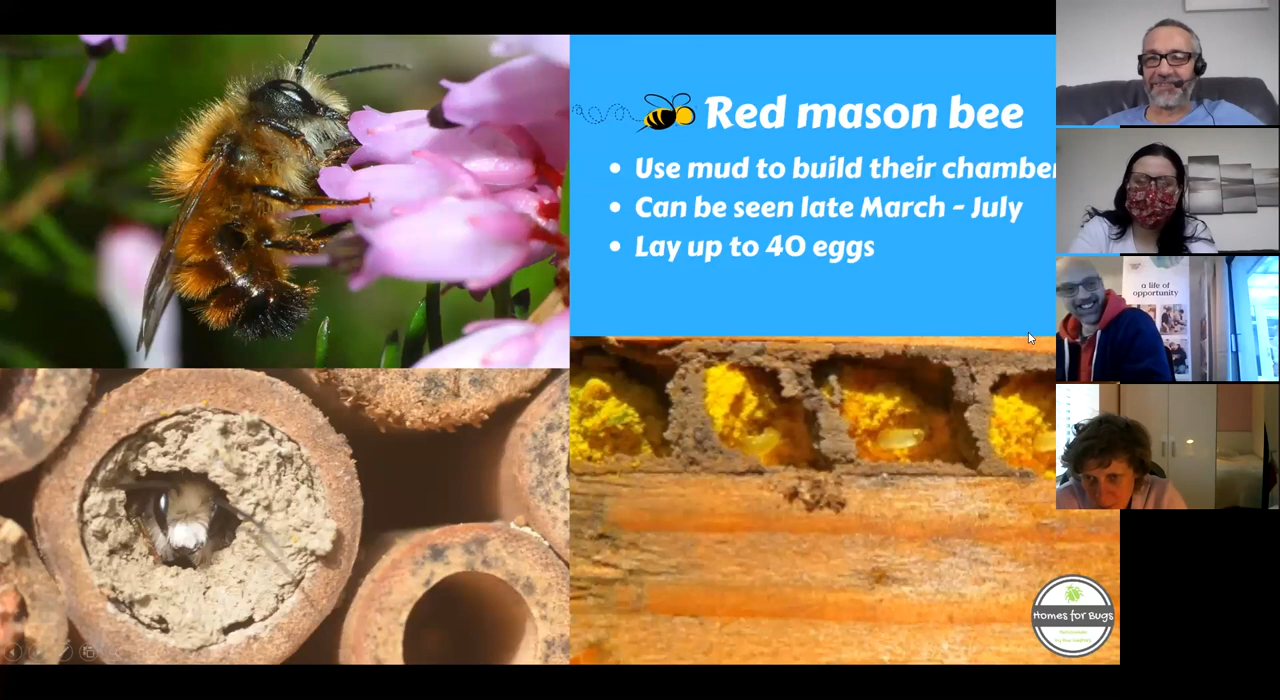 Red mason bee
Use mud to build their chamber
Can be seen late March - July
Lay up to 40 eggs
a life of
opportunity
Homes for Bugs